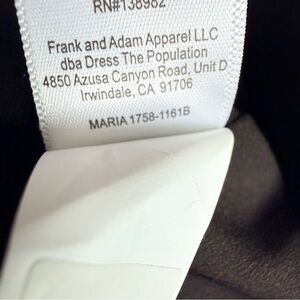 RN#138982
Frank and Adam Apparel LLC
dba Dress The Population
4850 Azusa Canyon Road, Unit D
Irwindale, CA 91706
MARIA 1758-1161B